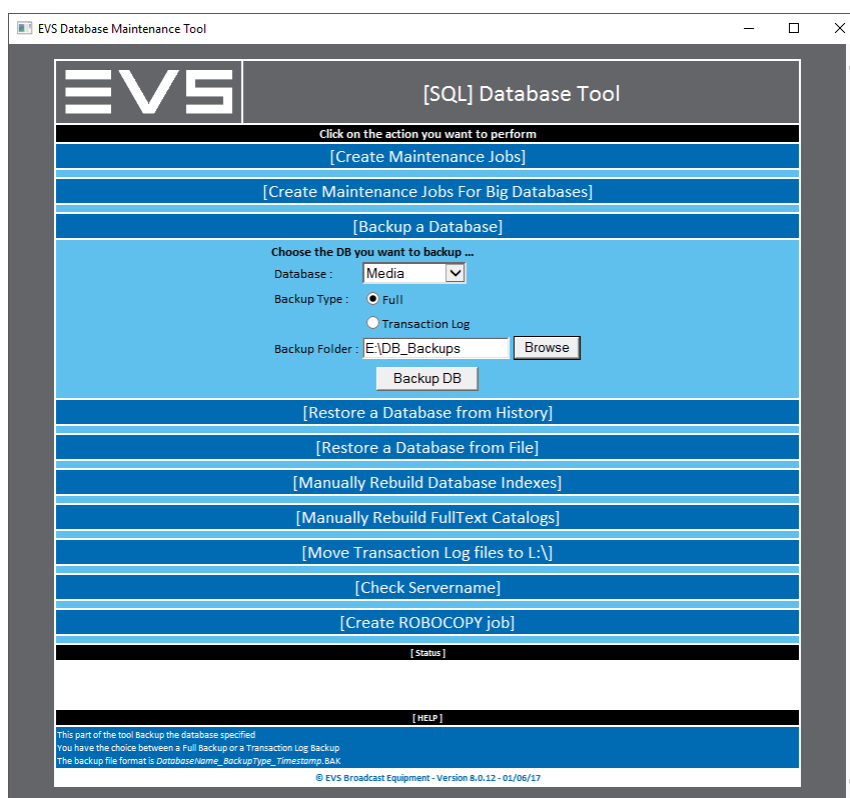 EVS Database Maintenance Tool
EVS
[SQL] Database Tool
Click on the action you want to perform
[Create Maintenance Jobs]
[Create Maintenance Jobs For Big Databases]
[Backup a Database]
Choose the DB you want to backup ...
Database : Media
Backup Type : Full
Transaction Log
Backup Folder : E:\DB_Backups Browse
Backup DB
[Restore a Database from History]
[Restore a Database from File]
[Manually Rebuild Database Indexes]
[Manually Rebuild FullText Catalogs]
[Move Transaction Log files to L:\]
[Check Servername]
[Create ROBOCOPY job]
[ Status ]
[ HELP ]
This part of the tool Backup the database specified
You have the choice between a Full Backup or a Transaction Log Backup
The backup file format is DatabaseName_BackupType_Timestamp.BAK
© EVS Broadcast Equipment - Version 8.0.12 - 01/06/17